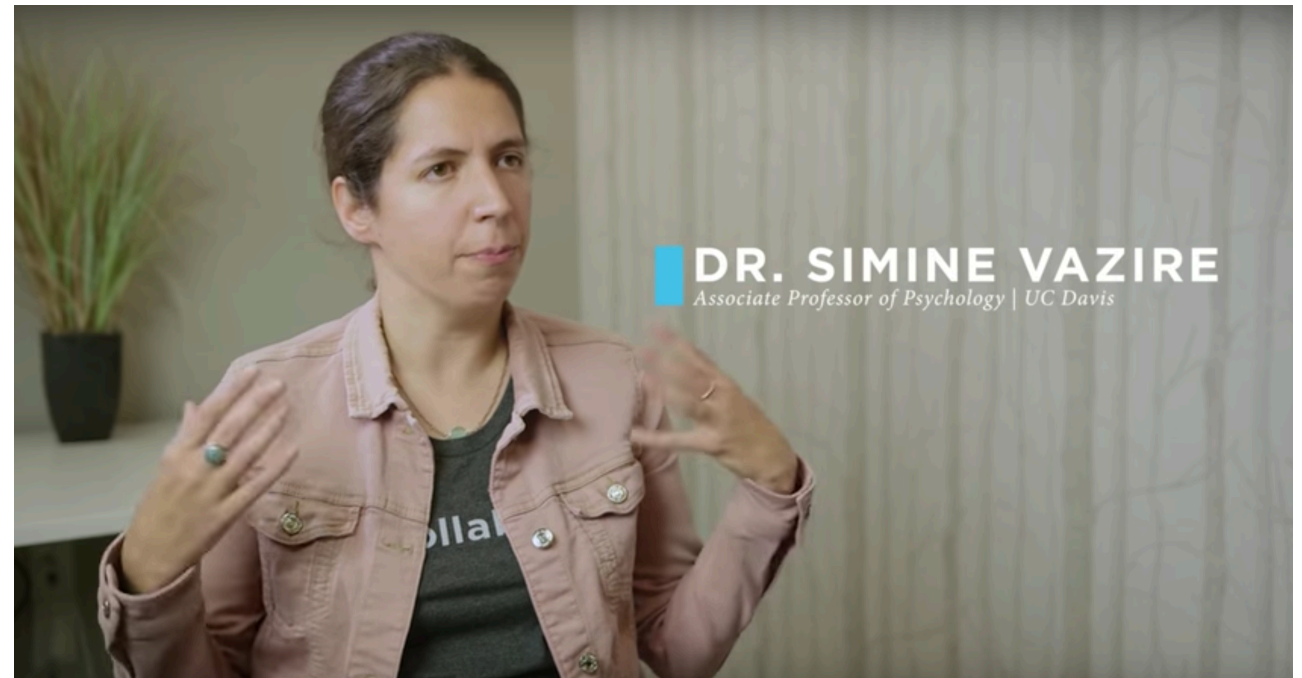 DR. SIMINE VAZIRE
Associate Professor of Psychology | UC Davis